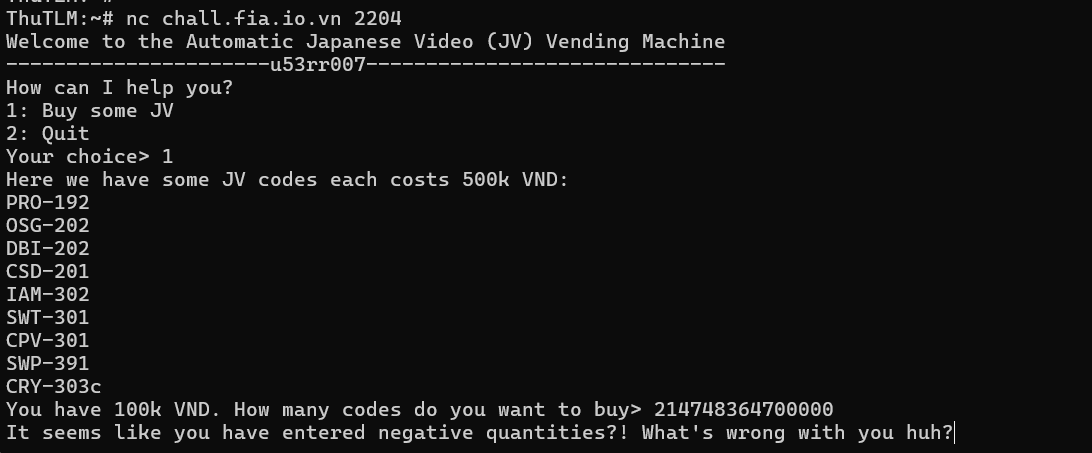 ThuTLM:~# nc chall.fia.io.vn 2204
Welcome to the Automatic Japanese Video (JV) Vending Machine
----------------------u53rr007------------------------------
How can I help you?
1: Buy some JV
2: Quit
Your choice> 1
Here we have some JV codes each costs 500k VND:
PRO-192
OSG-202
DBI-202
CSD-201
IAM-302
SWT-301
CPV-301
SWP-391
CRY-303c
You have 100k VND. How many codes do you want to buy> 214748364700000
It seems like you have entered negative quantities?! What's wrong with you huh?